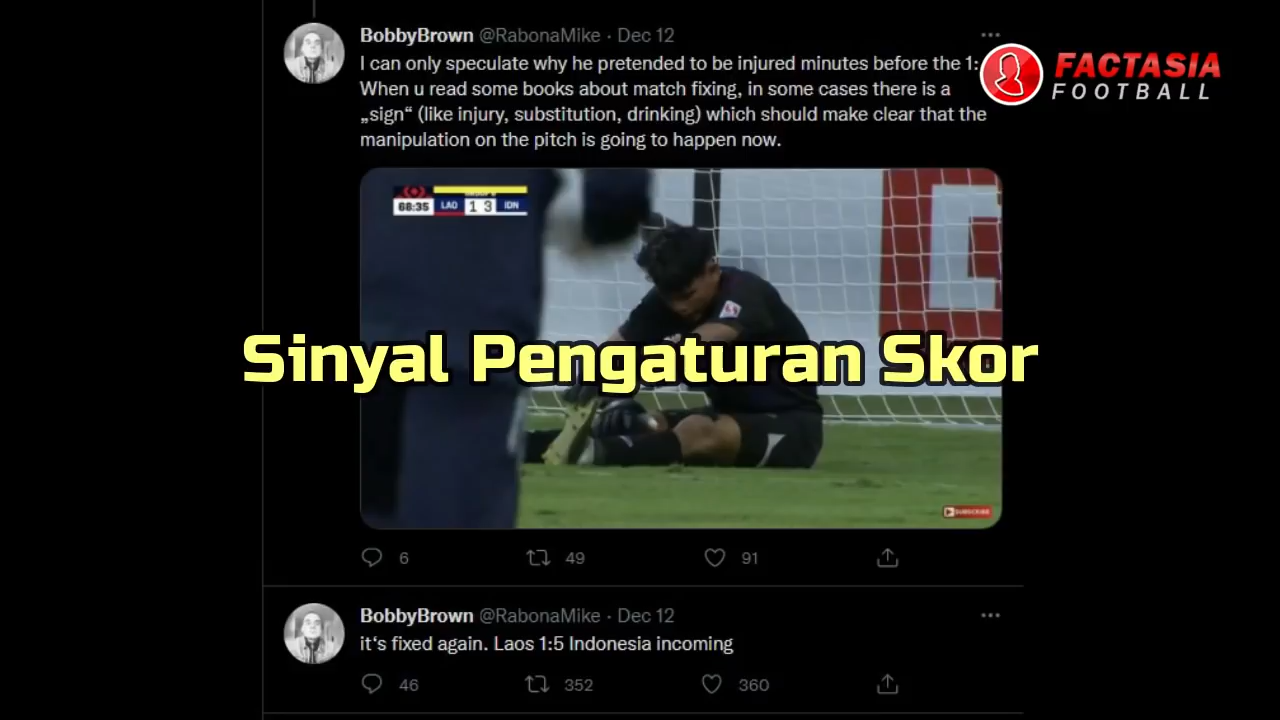 BobbyBrown @RabonaMike · Dec 12
I can only speculate why he pretended to be injured minutes before the 1:
When u read some books about match fixing, in some cases there is a
„sign“ (like injury, substitution, drinking) which should make clear that the
manipulation on the pitch is going to happen now.
FACTASIA
FOOTBALL
68:35 LAO 1 3 IDN
Sinyal Pengaturan Skor
SUBSCRIBE
6 49 91
BobbyBrown @RabonaMike · Dec 12
it‘s fixed again. Laos 1:5 Indonesia incoming
46 352 360